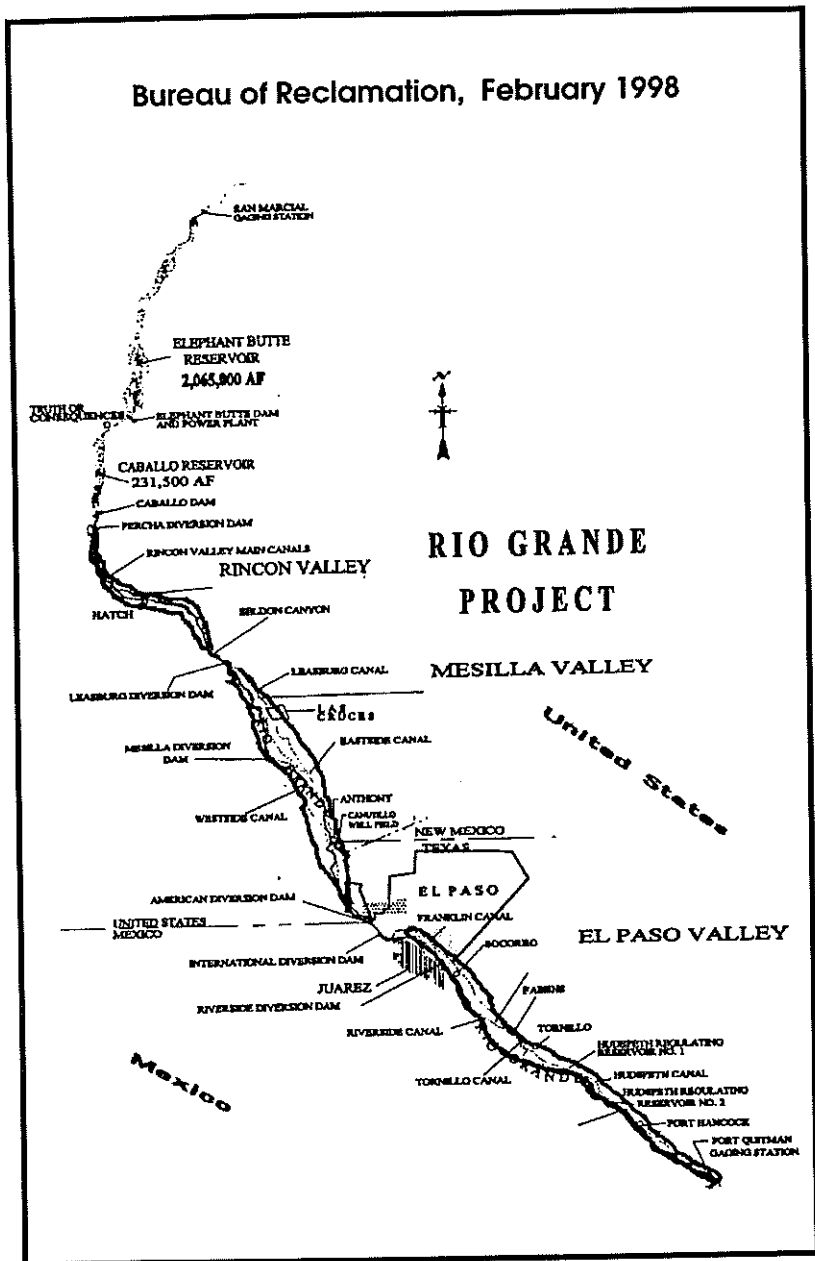 Bureau of Reclamation, February 1998
SAN MARCIAL
GAGING STATION
ELEPHANT BUTTE
RESERVOIR
2,065,000 AF
TRUTH OR
CONSEQUENCES
ELEPHANT BUTTE DAM
AND POWER PLANT
CABALLO RESERVOIR
231,500 AF
CABALLO DAM
PERCHA DIVERSION DAM
RINCON VALLEY MAIN CANALS
RINCON VALLEY
HATCH
N
RIO GRANDE
PROJECT
SELDON CANYON
LEASBURG CANAL
MESILLA VALLEY
LEASBURG DIVERSION DAM
LAS
CRUCES
MESILLA DIVERSION
DAM
EASTSIDE CANAL
RIO GRANDE
United States
WESTSIDE CANAL
ANTHONY
CANUTILLO
WELL FIELD
NEW MEXICO
TEXAS
AMERICAN DIVERSION DAM
EL PASO
UNITED STATES
MEXICO
FRANKLIN CANAL
SOCORRO
EL PASO VALLEY
INTERNATIONAL DIVERSION DAM
JUAREZ
RIVERSIDE DIVERSION DAM
FABENS
RIVERSIDE CANAL
TORNILLO
RIO GRANDE
HUDSPETH REGULATING
RESERVOIR NO. 1
TORNILLO CANAL
HUDSPETH CANAL
HUDSPETH REGULATING
RESERVOIR NO. 2
Mexico
FORT HANCOCK
FORT QUITMAN
GAGING STATION